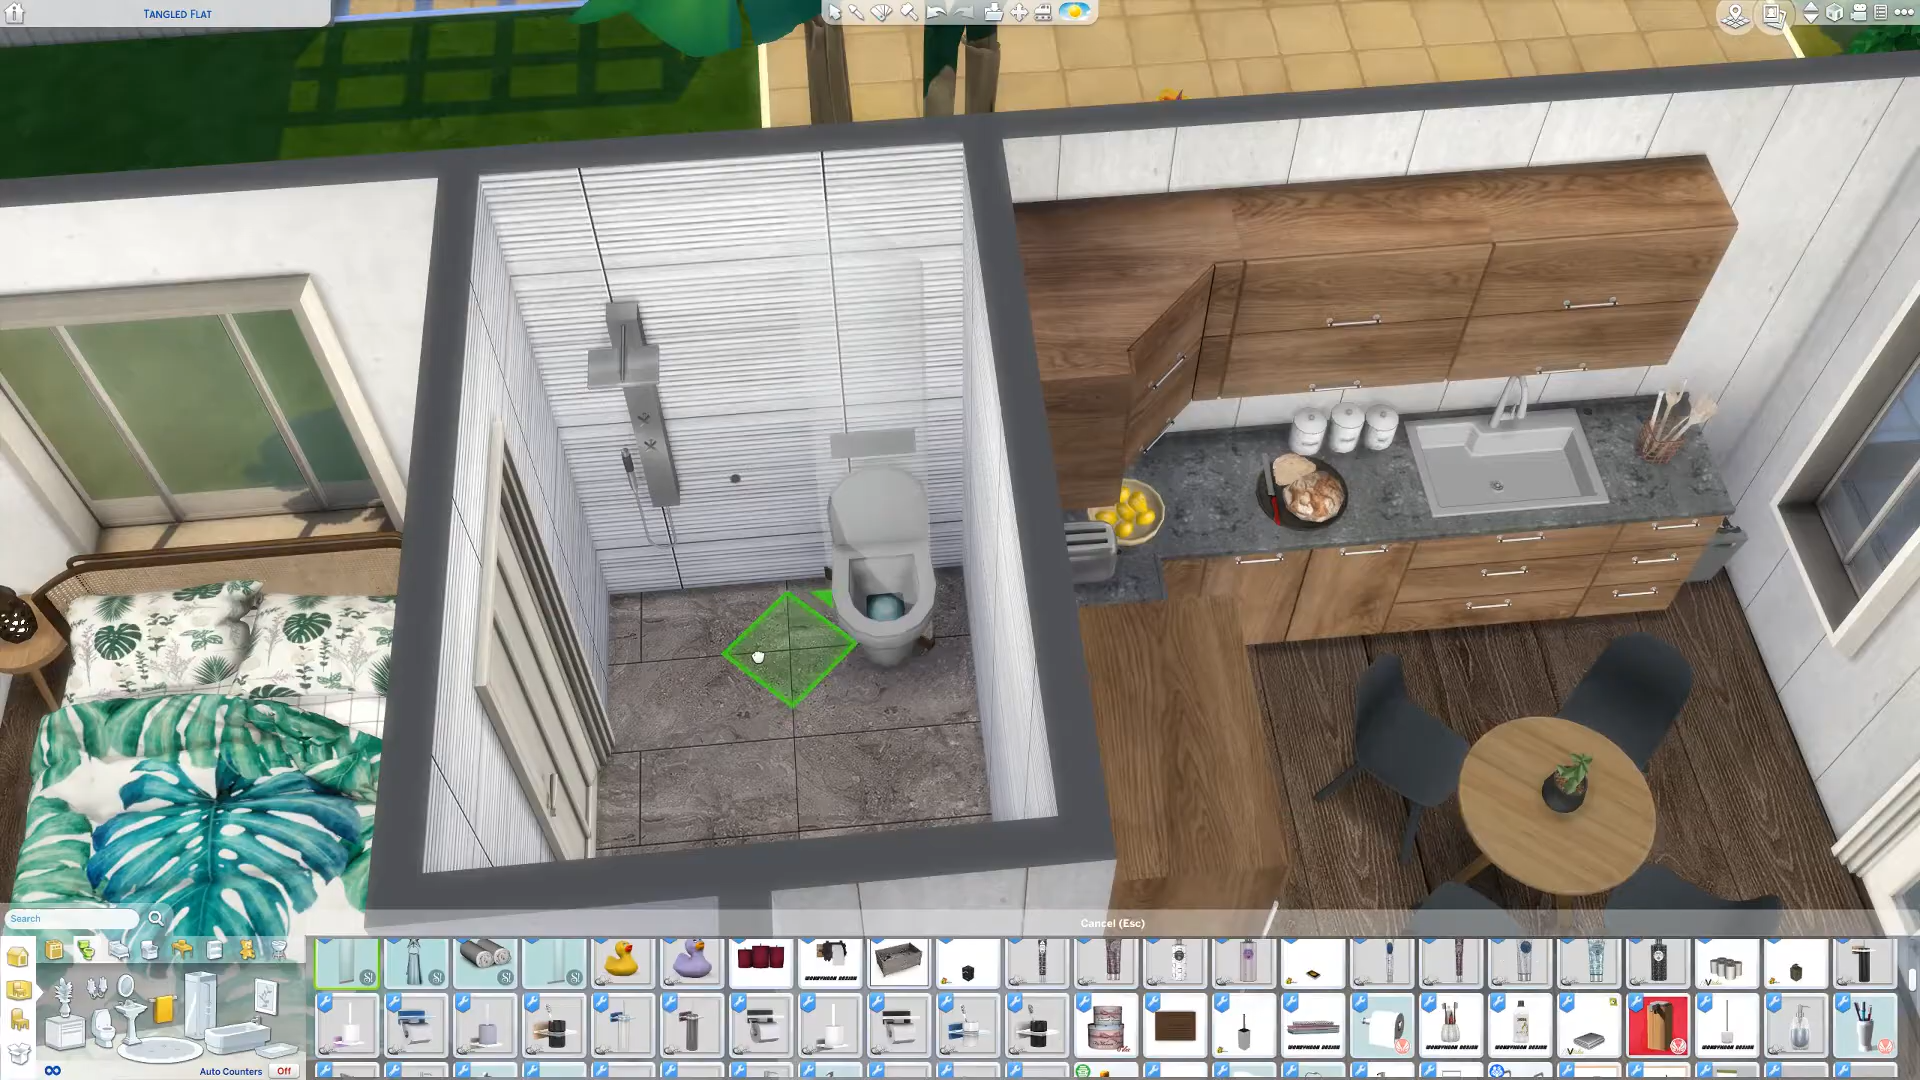 TANGLED FLAT
Cancel (Esc)
Search
Auto Counters
Off